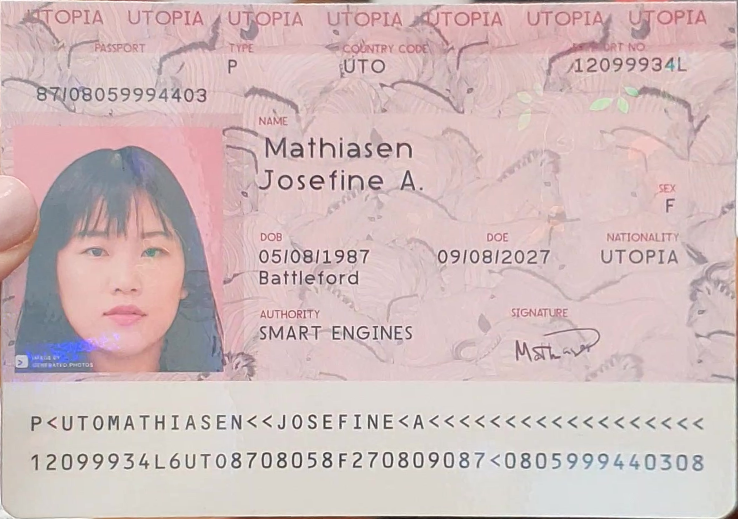 UTOPIA UTOPIA UTOPIA UTOPIA UTOPIA UTOPIA UTOPIA
PASSPORT TYPE COUNTRY CODE PASSPORT NO.
P UTO 12099934L
87/08059994403
NAME
Mathiasen
Josefine A.
SEX
F
DOB DOE NATIONALITY
05/08/1987 09/08/2027 UTOPIA
Battleford
AUTHORITY SIGNATURE
SMART ENGINES
IMAGE BY
GENERATED PHOTOS
P<UTOMATHIASEN<<JOSEFINE<A<<<<<<<<<<<<<<<<<<
12099934L6UTO8708058F270809087<0805999440308